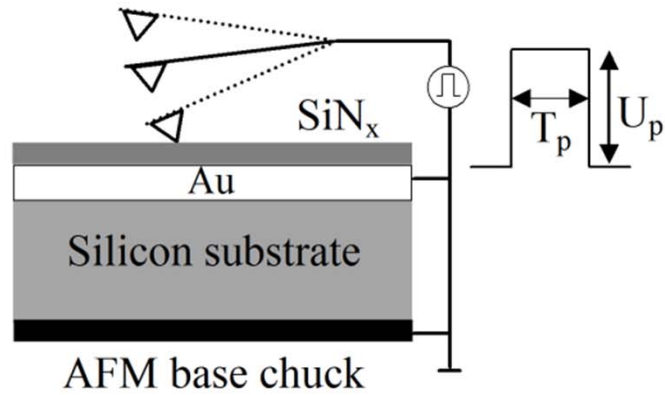 SiNx
Tp
Up
Au
Silicon substrate
AFM base chuck